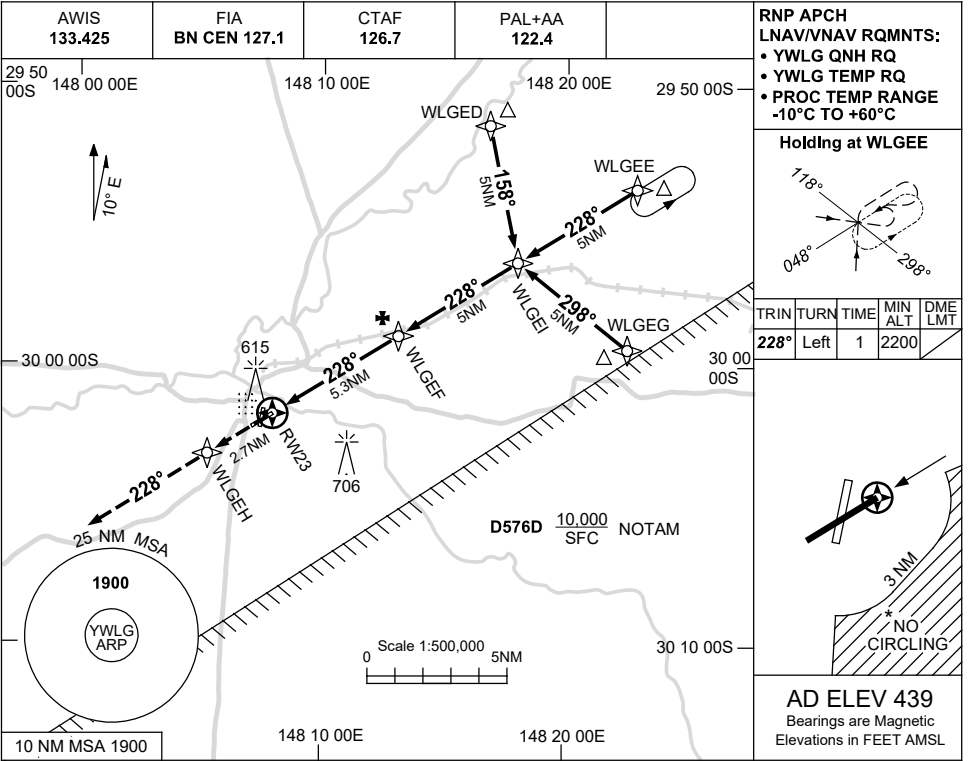 AWIS
133.425
FIA
BN CEN 127.1
CTAF
126.7
PAL+AA
122.4
RNP APCH
LNAV/VNAV RQMNTS:
• YWLG QNH RQ
• YWLG TEMP RQ
• PROC TEMP RANGE
-10°C TO +60°C
29 50
00S
148 00 00E
148 10 00E
148 20 00E
29 50 00S
WLGED
WLGEE
10° E
158°
5NM
228°
5NM
228°
5NM
WLGEI
298°
5NM
WLGEG
30 00 00S
30 00
00S
615
228°
5.3NM
WLGEF
RW23
2.7NM
706
WLGEH
228°
D576D 10,000 NOTAM
SFC
25 NM MSA
1900
YWLG
ARP
Scale 1:500,000
0 5NM
30 10 00S
148 10 00E
148 20 00E
10 NM MSA 1900
Holding at WLGEE
118°
048°
298°
TRIN TURN TIME MIN ALT DME LMT
228° Left 1 2200
3 NM
*
NO
CIRCLING
AD ELEV 439
Bearings are Magnetic
Elevations in FEET AMSL